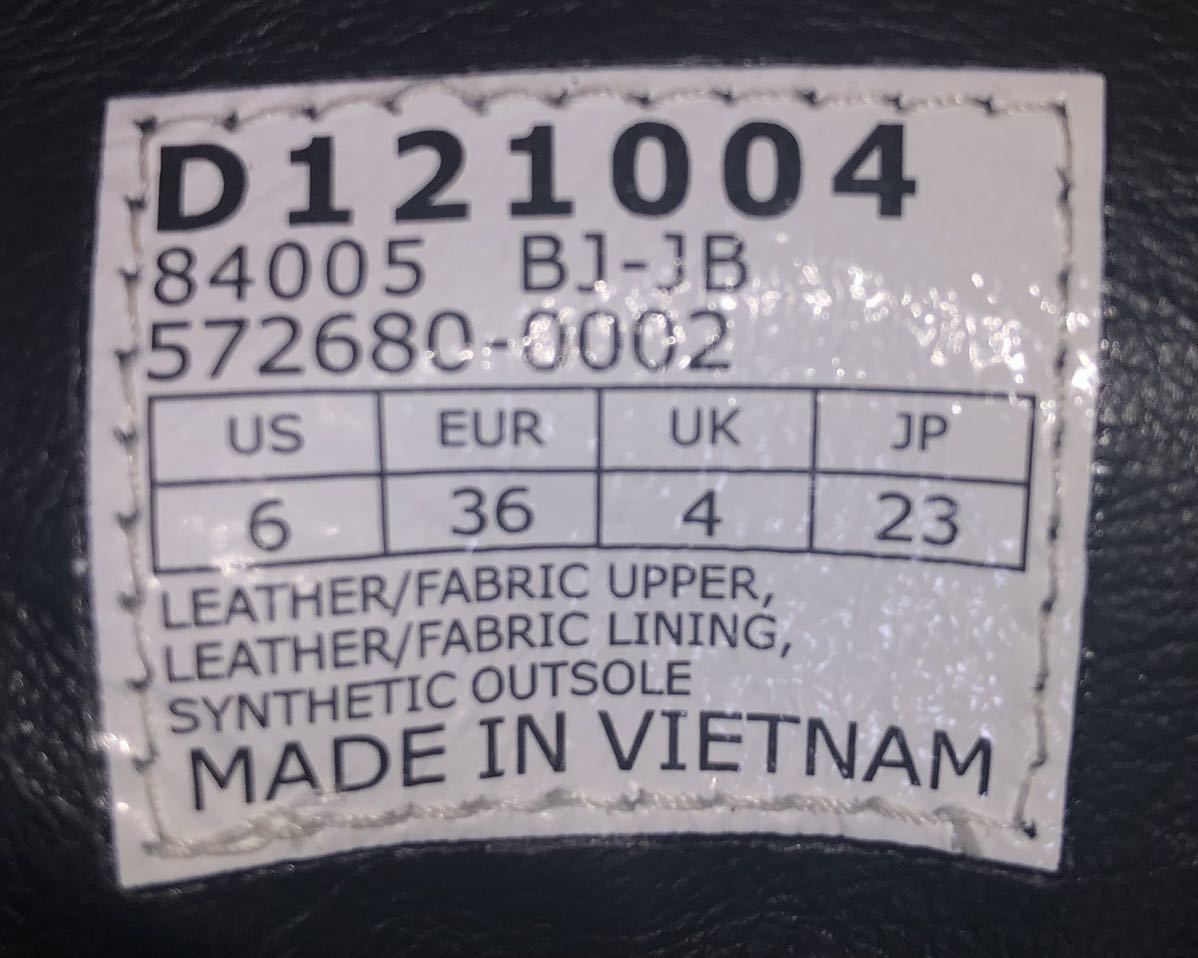 D121004
84005 BJ-JB
572680-0002
US EUR UK JP
6 36 4 23
LEATHER/FABRIC UPPER,
LEATHER/FABRIC LINING,
SYNTHETIC OUTSOLE
MADE IN VIETNAM